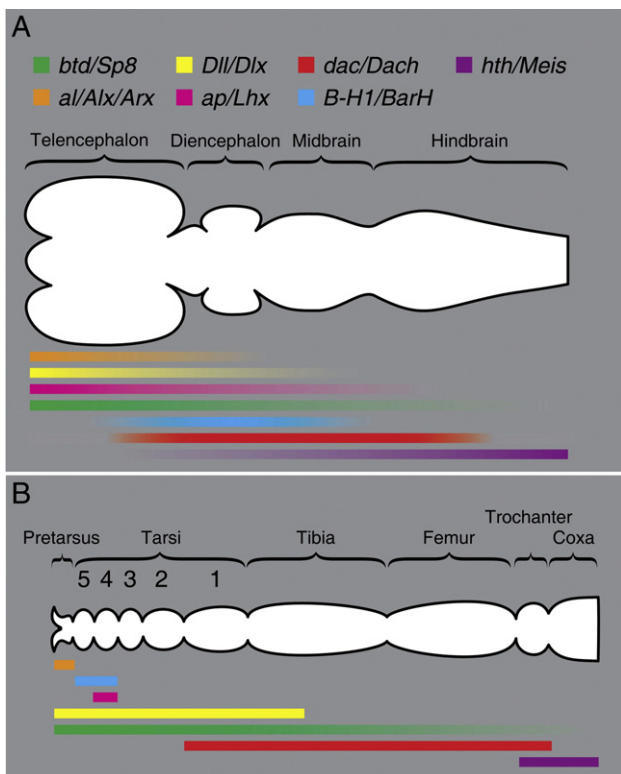 A
btd/Sp8 Dll/Dlx dac/Dach hth/Meis
al/Alx/Arx ap/Lhx B-H1/BarH
Telencephalon Diencephalon Midbrain Hindbrain
B
Trochanter
Pretarsus Tarsi Tibia Femur Coxa
5 4 3 2 1